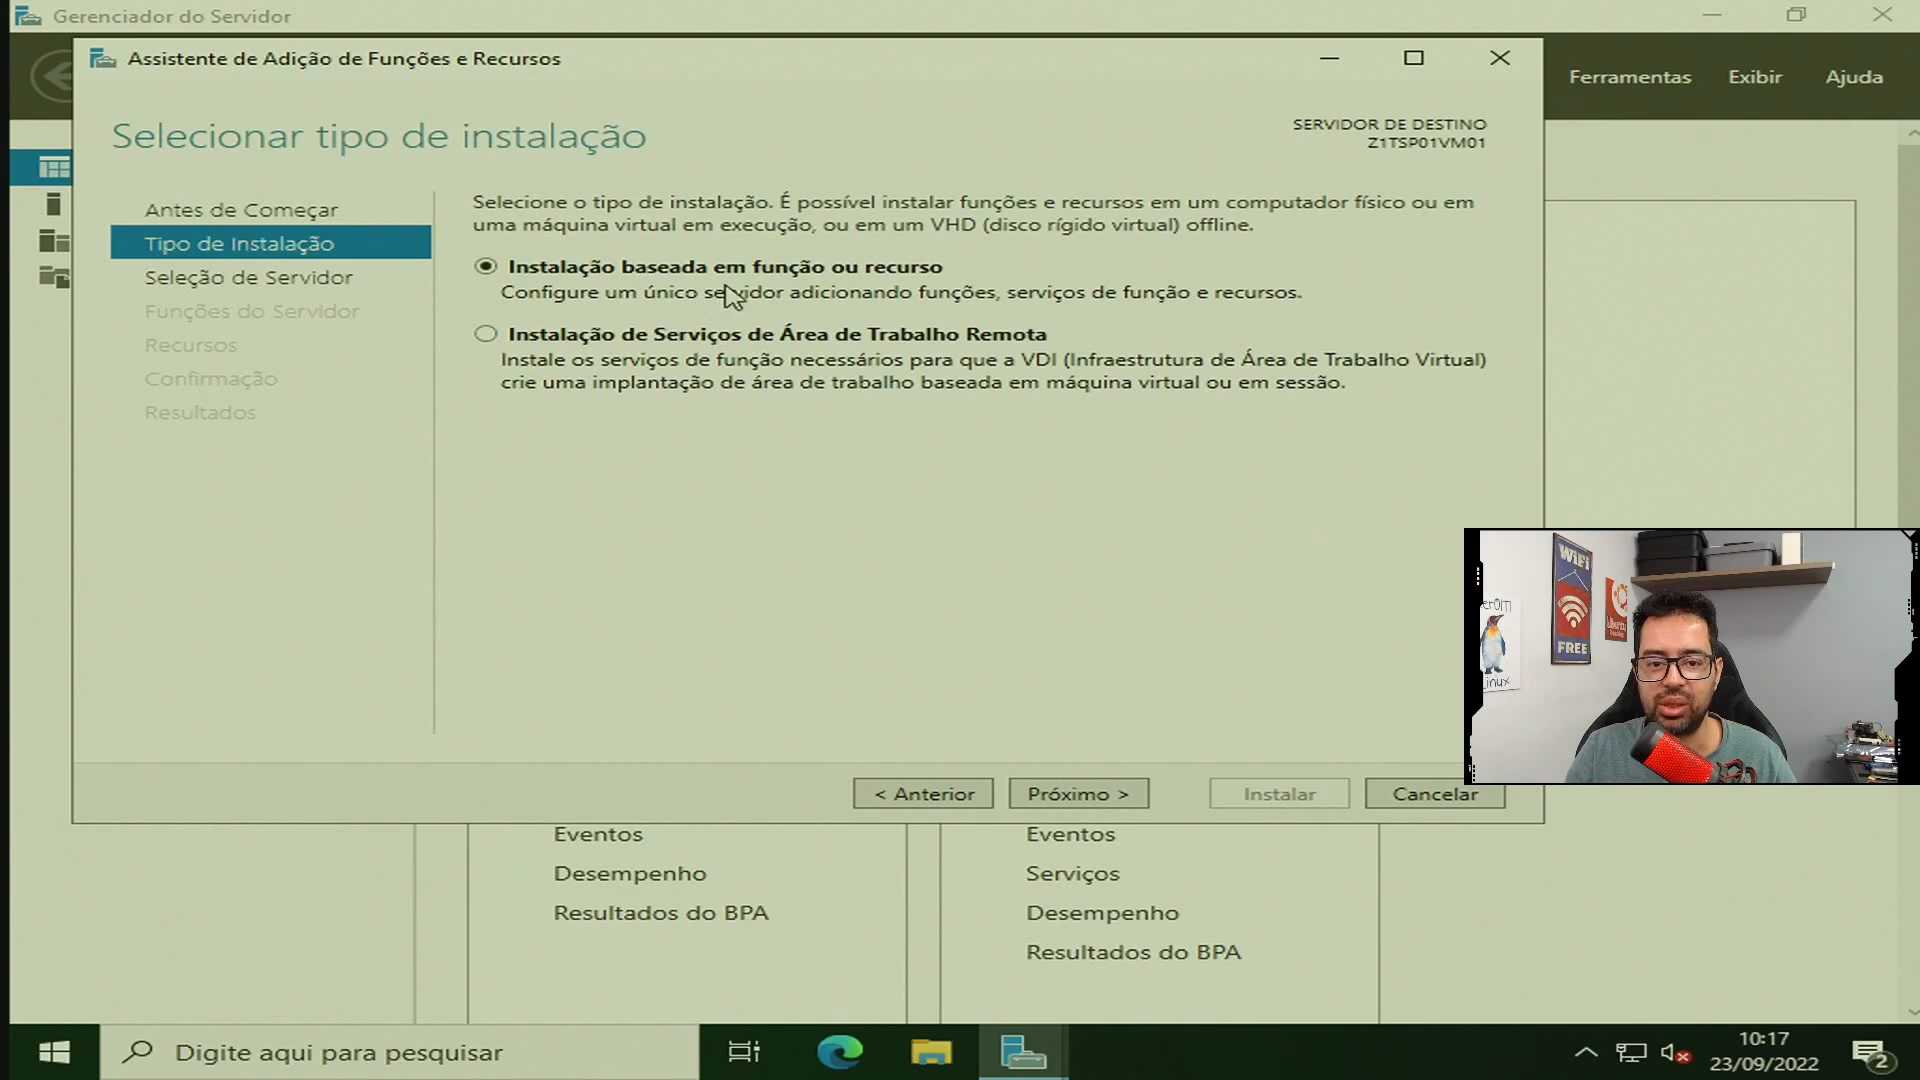 Gerenciador do Servidor
Assistente de Adição de Funções e Recursos
Ferramentas
Exibir
Ajuda
Selecionar tipo de instalação
SERVIDOR DE DESTINO
Z1TSP01VM01
Antes de Começar
Tipo de Instalação
Seleção de Servidor
Funções do Servidor
Recursos
Confirmação
Resultados
Selecione o tipo de instalação. É possível instalar funções e recursos em um computador físico ou em
uma máquina virtual em execução, ou em um VHD (disco rígido virtual) offline.
Instalação baseada em função ou recurso
Configure um único servidor adicionando funções, serviços de função e recursos.
Instalação de Serviços de Área de Trabalho Remota
Instale os serviços de função necessários para que a VDI (Infraestrutura de Área de Trabalho Virtual)
crie uma implantação de área de trabalho baseada em máquina virtual ou em sessão.
WiFi
FREE
< Anterior
Próximo >
Instalar
Cancelar
Eventos
Desempenho
Resultados do BPA
Eventos
Serviços
Desempenho
Resultados do BPA
Digite aqui para pesquisar
10:17
23/09/2022
2